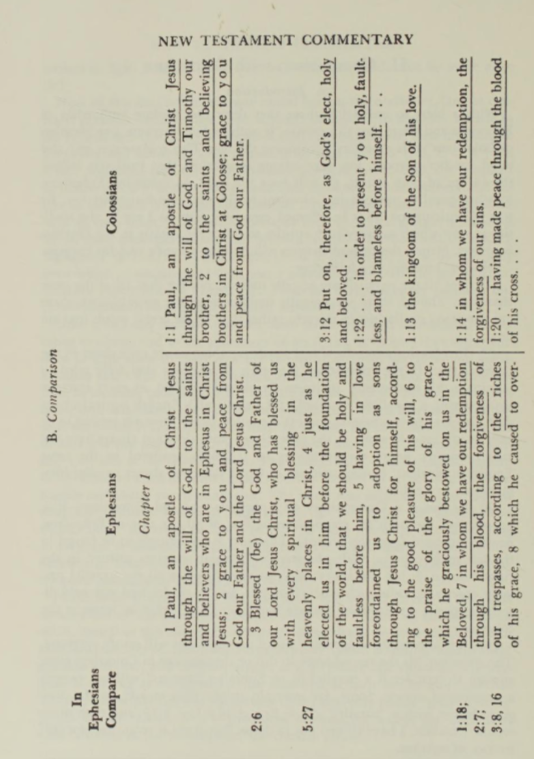 NEW TESTAMENT COMMENTARY
B. Comparison
In
Ephesians
Compare
Ephesians
Colossians
Chapter 1
1 Paul, an apostle of Christ Jesus
through the will of God, to the saints
and believers who are in Ephesus in Christ
Jesus; 2 grace to you and peace from
God our Father and the Lord Jesus Christ.
2:6
3 Blessed (be) the God and Father of
our Lord Jesus Christ, who has blessed us
with every spiritual blessing in the
5:27
heavenly places in Christ, 4 just as he
elected us in him before the foundation
of the world, that we should be holy and
faultless before him, 5 having in love
foreordained us to adoption as sons
through Jesus Christ for himself, accord-
ing to the good pleasure of his will, 6 to
the praise of the glory of his grace,
which he graciously bestowed on us in the
1:18;
Beloved, 7 in whom we have our redemption
2:7;
through his blood, the forgiveness of
3:8, 16
our trespasses, according to the riches
of his grace, 8 which he caused to over-
1:1 Paul, an apostle of Christ Jesus
through the will of God, and Timothy our
brother, 2 to the saints and believing
brothers in Christ at Colosse; grace to you
and peace from God our Father.
3:12 Put on, therefore, as God's elect, holy
and beloved. . . .
1:22 . . . in order to present you holy, fault-
less, and blameless before himself. . . .
1:13 the kingdom of the Son of his love.
1:14 in whom we have our redemption, the
forgiveness of our sins.
1:20 . . . having made peace through the blood
of his cross. . . .